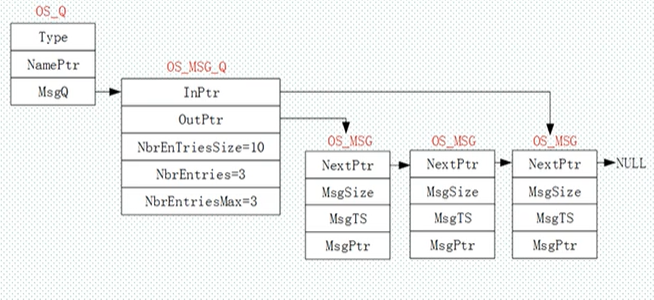 OS_Q
Type
NamePtr
MsgQ
OS_MSG_Q
InPtr
OutPtr
NbrEnTriesSize=10
NbrEntries=3
NbrEntriesMax=3
OS_MSG
NextPtr
MsgSize
MsgTS
MsgPtr
OS_MSG
NextPtr
MsgSize
MsgTS
MsgPtr
OS_MSG
NextPtr
MsgSize
MsgTS
MsgPtr
NULL